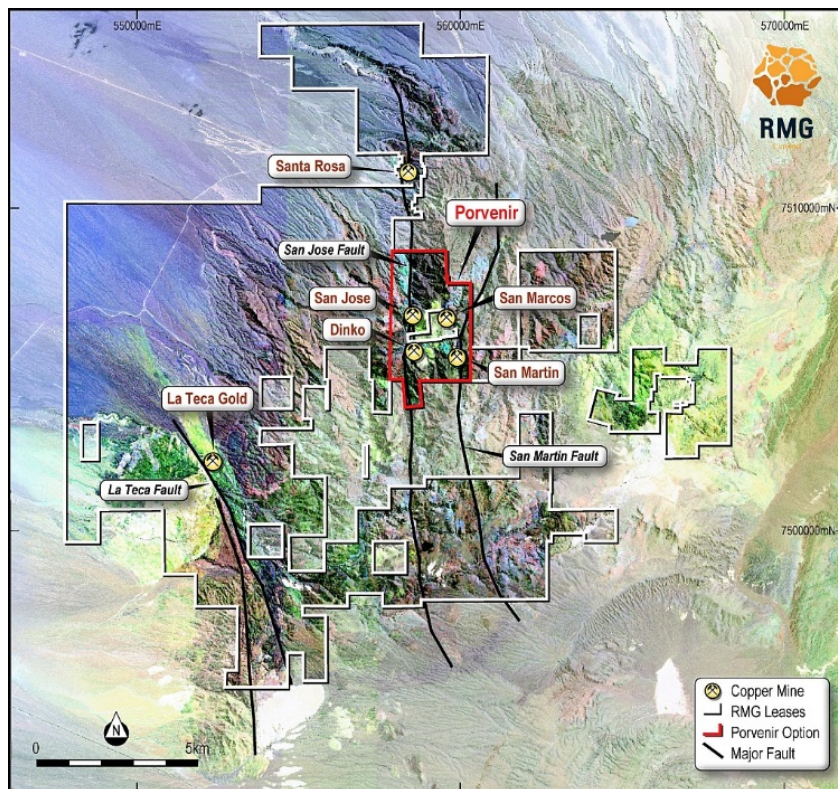 550000mE
560000mE
570000mE
RMG
Santa Rosa
7510000mN
Porvenir
San Jose Fault
San Jose
San Marcos
Dinko
San Martin
La Teca Gold
San Martin Fault
La Teca Fault
7500000mN
N
0
5km
Copper Mine
RMG Leases
Porvenir Option
Major Fault